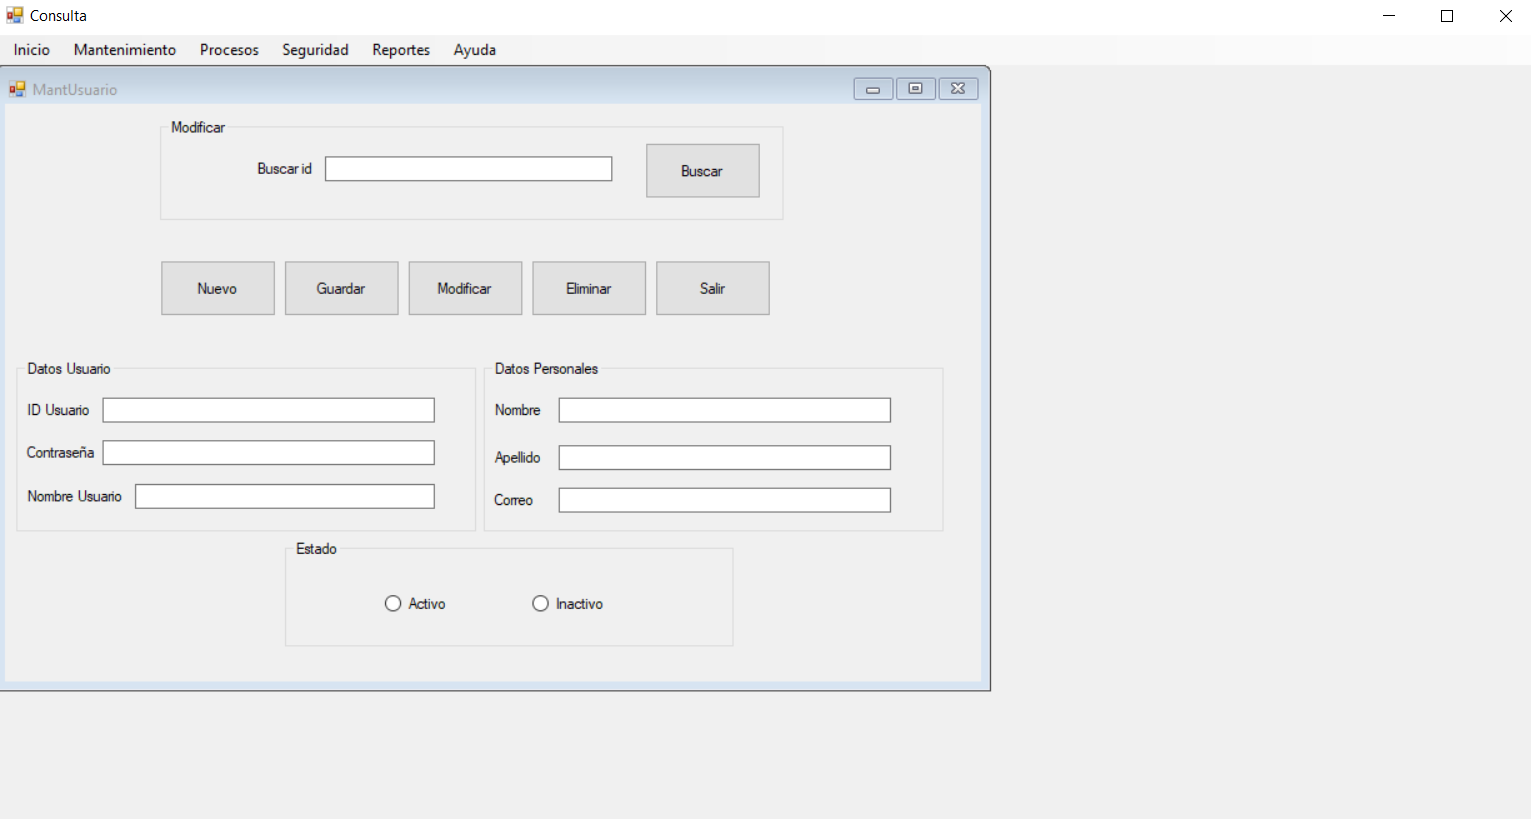 Consulta
Inicio Mantenimiento Procesos Seguridad Reportes Ayuda
MantUsuario
Modificar
Buscar id
Buscar
Nuevo Guardar Modificar Eliminar Salir
Datos Usuario
ID Usuario
Contraseña
Nombre Usuario
Datos Personales
Nombre
Apellido
Correo
Estado
Activo Inactivo